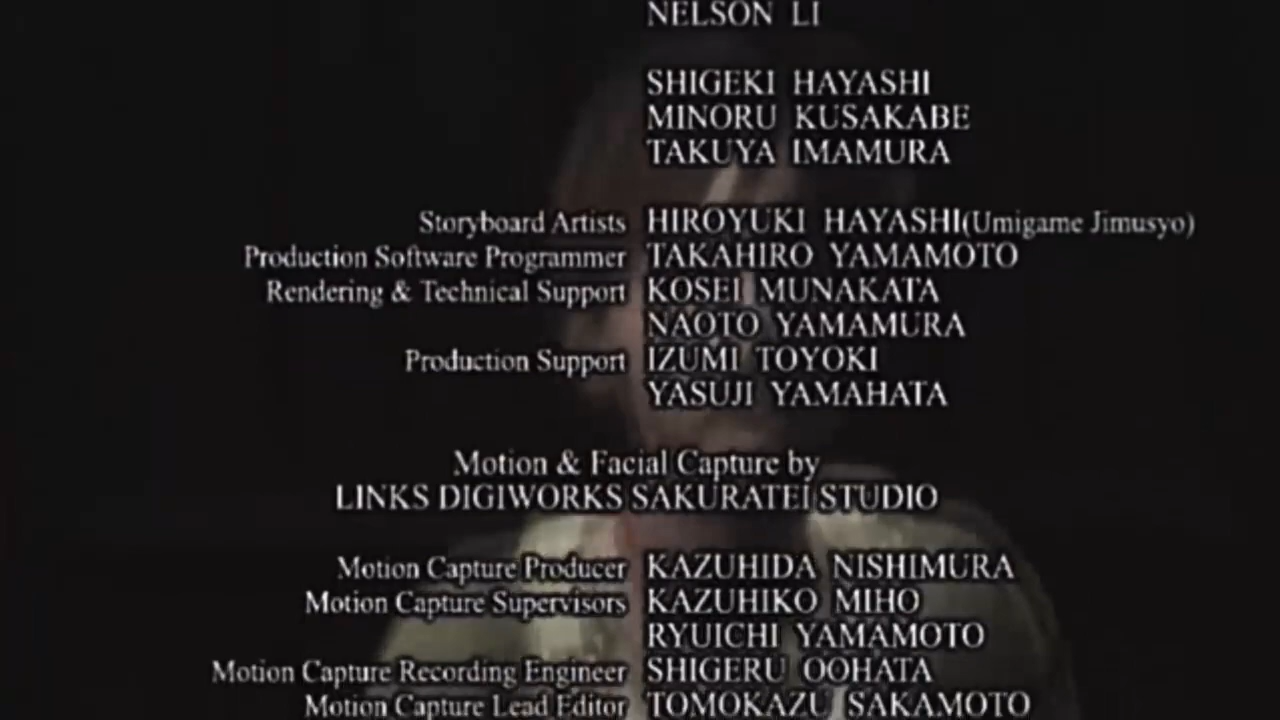 NELSON LI
SHIGEKI HAYASHI
MINORU KUSAKABE
TAKUYA IMAMURA
Storyboard Artists HIROYUKI HAYASHI(Umigame Jimusyo)
Production Software Programmer TAKAHIRO YAMAMOTO
Rendering & Technical Support KOSEI MUNAKATA
NAOTO YAMAMURA
Production Support IZUMI TOYOKI
YASUJI YAMAHATA
Motion & Facial Capture by
LINKS DIGIWORKS SAKURATEI STUDIO
Motion Capture Producer KAZUHIDA NISHIMURA
Motion Capture Supervisors KAZUHIKO MIHO
RYUICHI YAMAMOTO
Motion Capture Recording Engineer SHIGERU OOHATA
Motion Capture Lead Editor TOMOKAZU SAKAMOTO